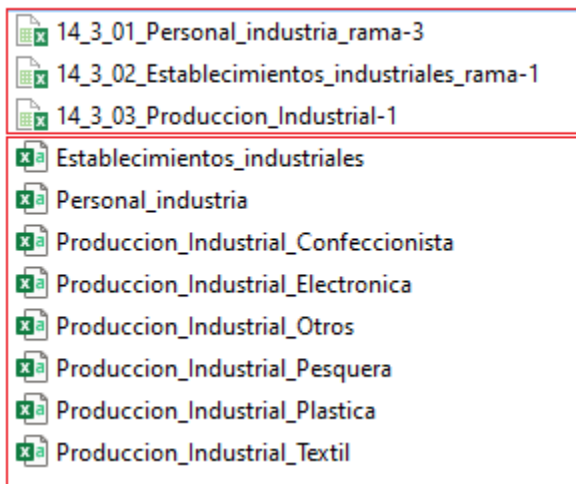 14_3_01_Personal_industria_rama-3
14_3_02_Establecimientos_industriales_rama-1
14_3_03_Produccion_Industrial-1
Establecimientos_industriales
Personal_industria
Produccion_Industrial_Confeccionista
Produccion_Industrial_Electronica
Produccion_Industrial_Otros
Produccion_Industrial_Pesquera
Produccion_Industrial_Plastica
Produccion_Industrial_Textil